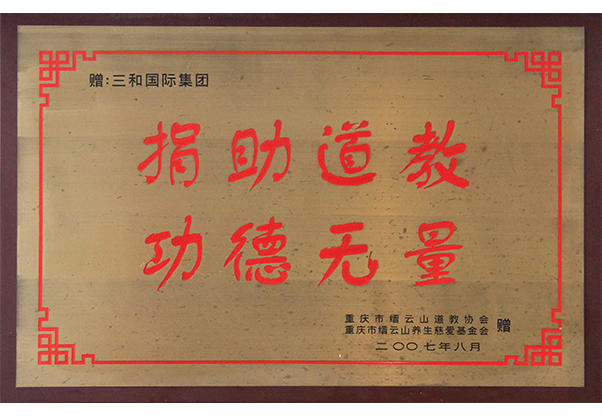 赠:三和国际集团
捐助道教
功德无量
重庆市缙云山道教协会
重庆市缙云山养生慈爱基金会 赠
二〇〇七年八月